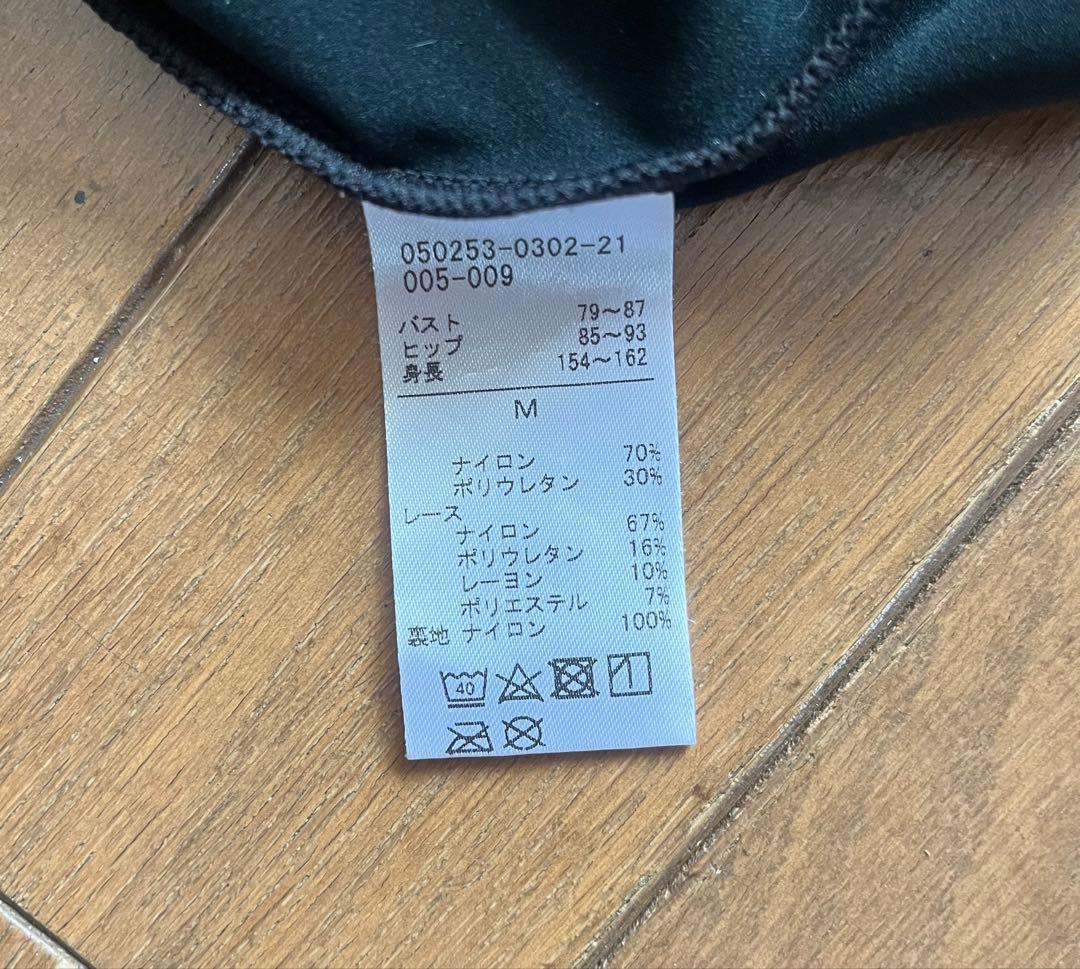 050253-0302-21
005-009
バスト 79～87
ヒップ 85～93
身長 154～162
M
ナイロン 70%
ポリウレタン 30%
レース
ナイロン 67%
ポリウレタン 16%
レーヨン 10%
ポリエステル 7%
裏地 ナイロン 100%
40